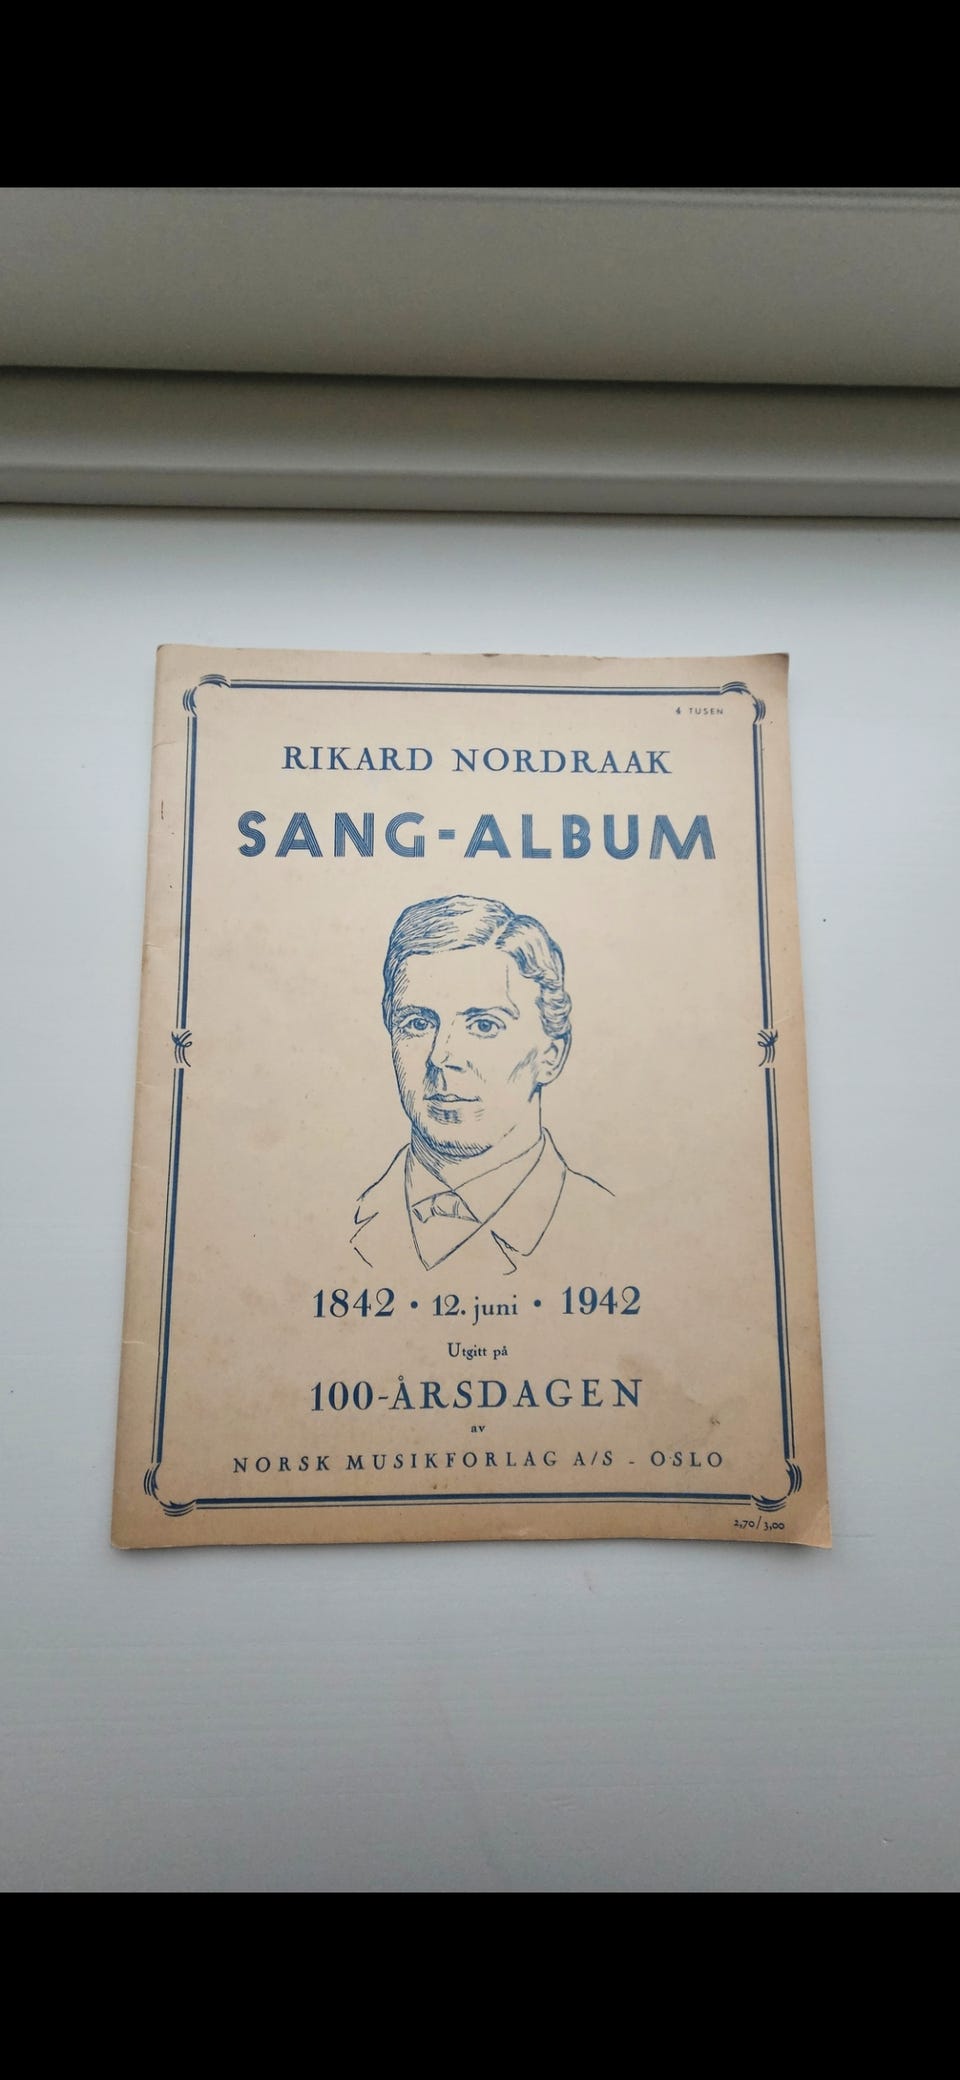 4 TUSEN
RIKARD NORDRAAK
SANG-ALBUM
1842 • 12. juni • 1942
Utgitt på
100-ÅRSDAGEN
av
NORSK MUSIKFORLAG A/S - OSLO
2,70/3,00